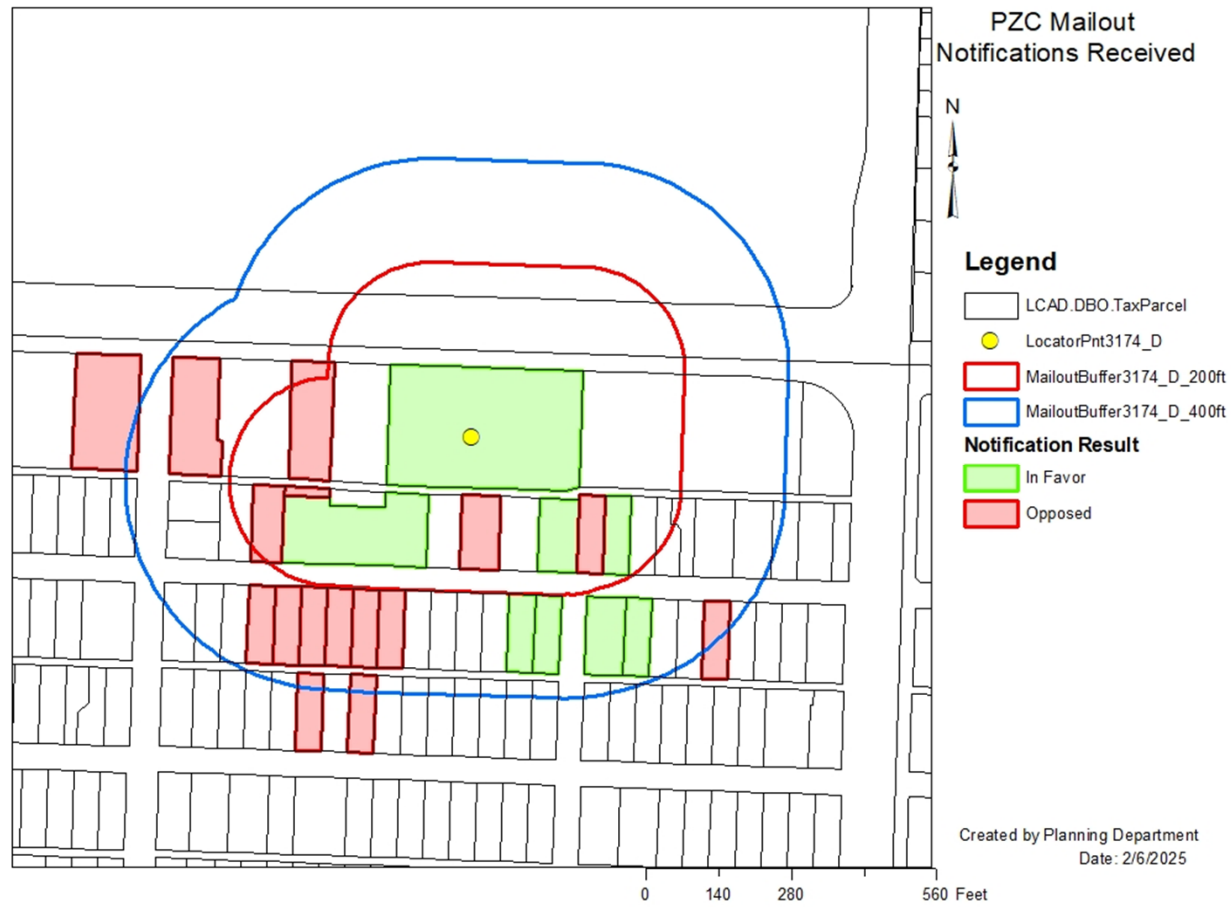 PZC Mailout
Notifications Received
N
Legend
LCAD.DBO.TaxParcel
LocatorPnt3174_D
MailoutBuffer3174_D_200ft
MailoutBuffer3174_D_400ft
Notification Result
In Favor
Opposed
Created by Planning Department
Date: 2/6/2025
0 140 280 560 Feet